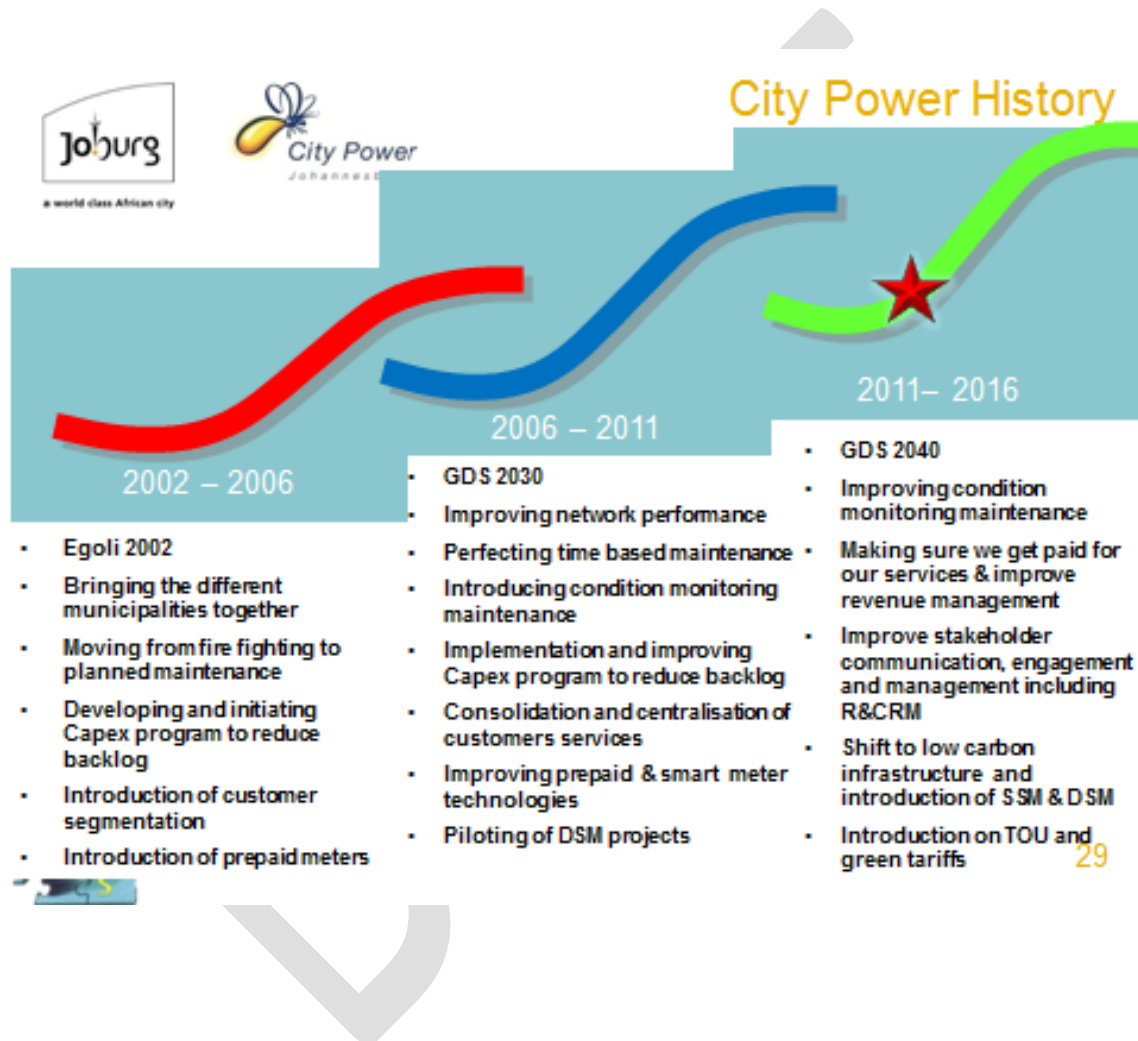 Joburg
a world class African city
City Power
City Power History
2002 – 2006
Egoli 2002
Bringing the different
municipalities together
Moving from fire fighting to
planned maintenance
Developing and initiating
Capex program to reduce
backlog
Introduction of customer
segmentation
Introduction of prepaid meters
2006 – 2011
GDS 2030
Improving network performance
Perfecting time based maintenance
Introducing condition monitoring
maintenance
Implementation and improving
Capex program to reduce backlog
Consolidation and centralisation of
customers services
Improving prepaid & smart meter
technologies
Piloting of DSM projects
2011– 2016
GDS 2040
Improving condition
monitoring maintenance
Making sure we get paid for
our services & improve
revenue management
Improve stakeholder
communication, engagement
and management including
R&CRM
Shift to low carbon
infrastructure and
introduction of SSM & DSM
Introduction on TOU and
green tariffs
29